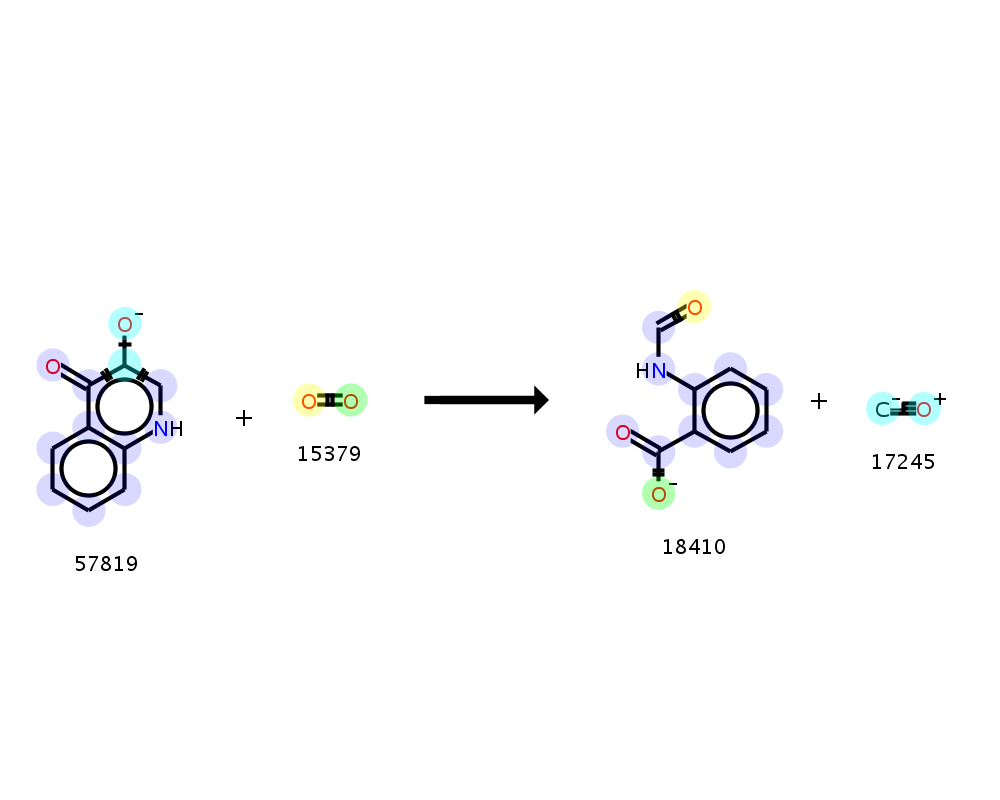 O -
O
NH
57819
+
O O
15379
O
HN
O
O -
18410
+
C - O +
17245